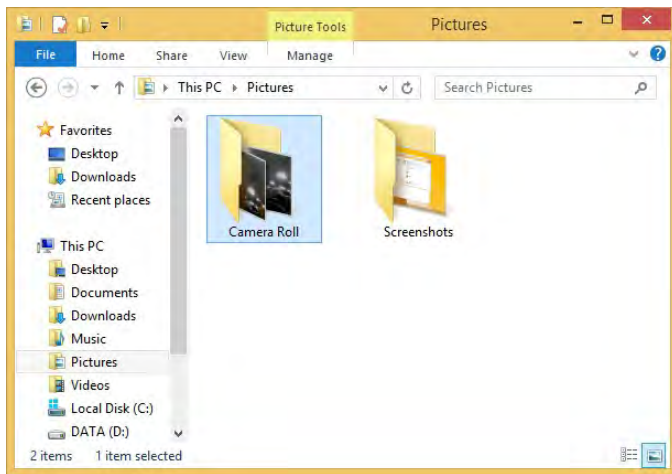 Picture Tools
Pictures
File Home Share View Manage
This PC Pictures
Search Pictures
Favorites
Desktop
Downloads
Recent places
This PC
Desktop
Documents
Downloads
Music
Pictures
Videos
Local Disk (C:)
DATA (D:)
Camera Roll
Screenshots
2 items 1 item selected